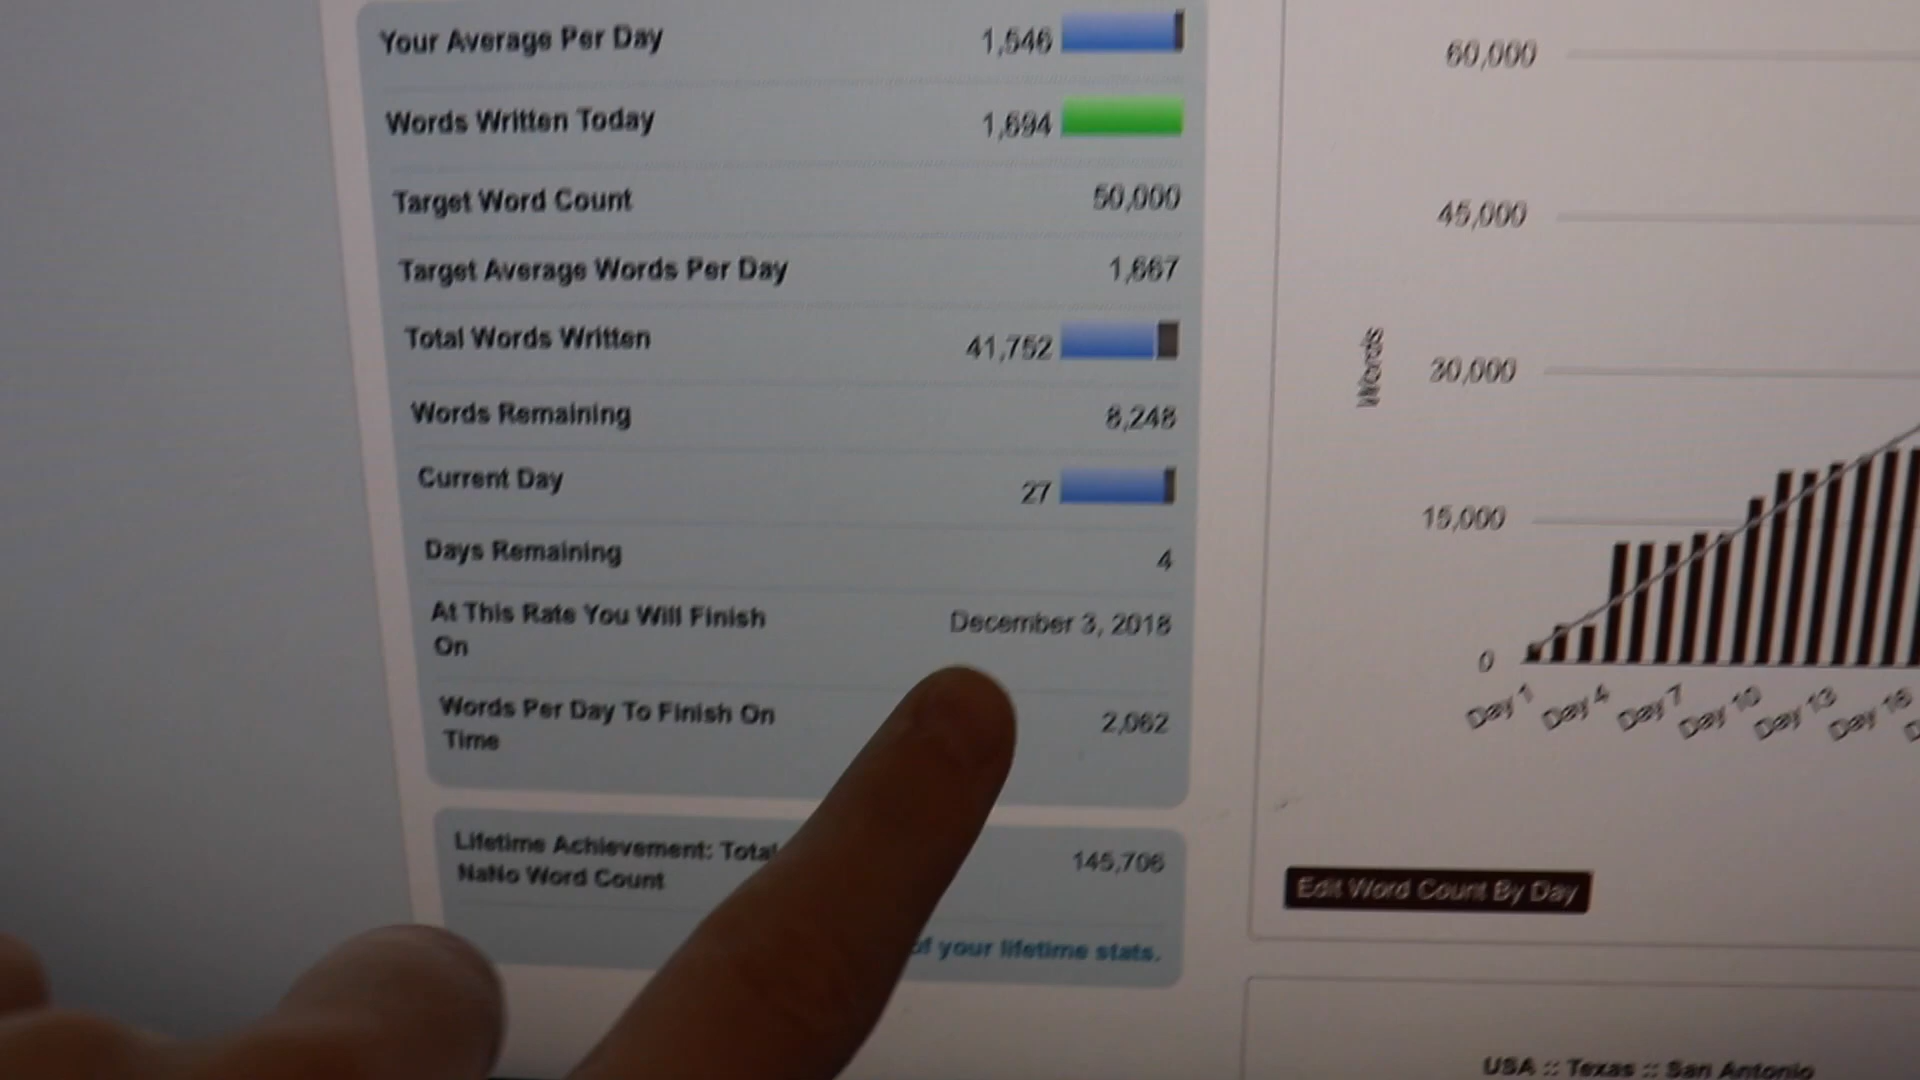 Your Average Per Day 1,546
Words Written Today 1,694
Target Word Count 50,000
Target Average Words Per Day 1,667
Total Words Written 41,752
Words Remaining 8,248
Current Day 27
Days Remaining 4
At This Rate You Will Finish December 3, 2018
On
Words Per Day To Finish On 2,062
Time
Lifetime Achievement: Total 145,706
NaNo Word Count
of your lifetime stats.
60,000
45,000
30,000
15,000
0
Words
Day 1 Day 4 Day 7 Day 10 Day 13 Day 16
Edit Word Count By Day
USA :: Texas :: San Antonio